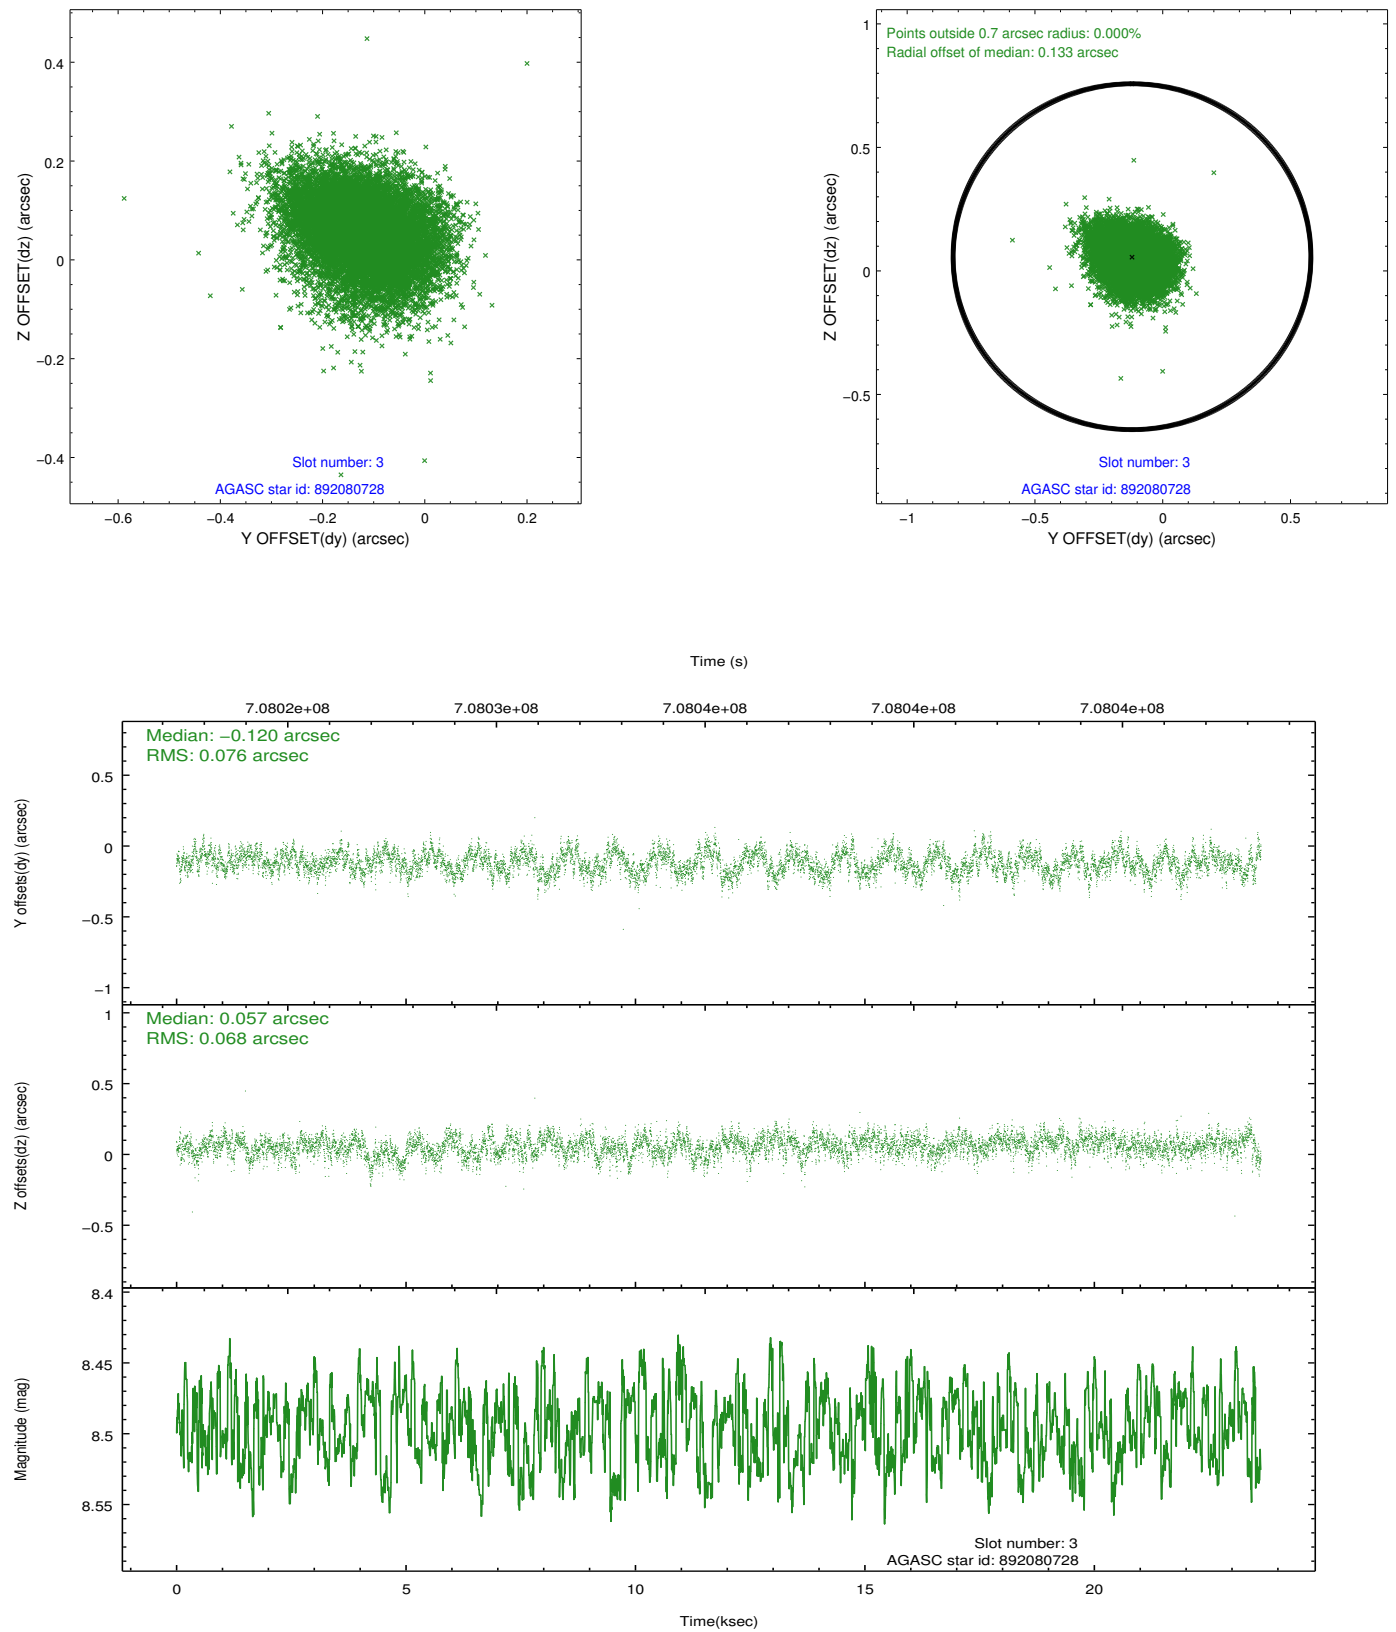 0.4
0.2
0
−0.2
−0.4
Z OFFSET(dz) (arcsec)
Slot number: 3
AGASC star id: 892080728
−0.6
−0.4
−0.2
0
0.2
Y OFFSET(dy) (arcsec)
Points outside 0.7 arcsec radius: 0.000%
Radial offset of median: 0.133 arcsec
1
0.5
0
−0.5
Z OFFSET(dz) (arcsec)
Slot number: 3
AGASC star id: 892080728
−1
−0.5
0
0.5
Y OFFSET(dy) (arcsec)
Time (s)
7.0802e+08
7.0803e+08
7.0804e+08
7.0804e+08
7.0804e+08
Median: −0.120 arcsec
RMS: 0.076 arcsec
0.5
0
−0.5
−1
Y offsets(dy) (arcsec)
Median: 0.057 arcsec
RMS: 0.068 arcsec
1
0.5
0
−0.5
Z offsets(dz) (arcsec)
8.4
8.45
8.5
8.55
Magnitude (mag)
Slot number: 3
AGASC star id: 892080728
0
5
10
15
20
Time(ksec)